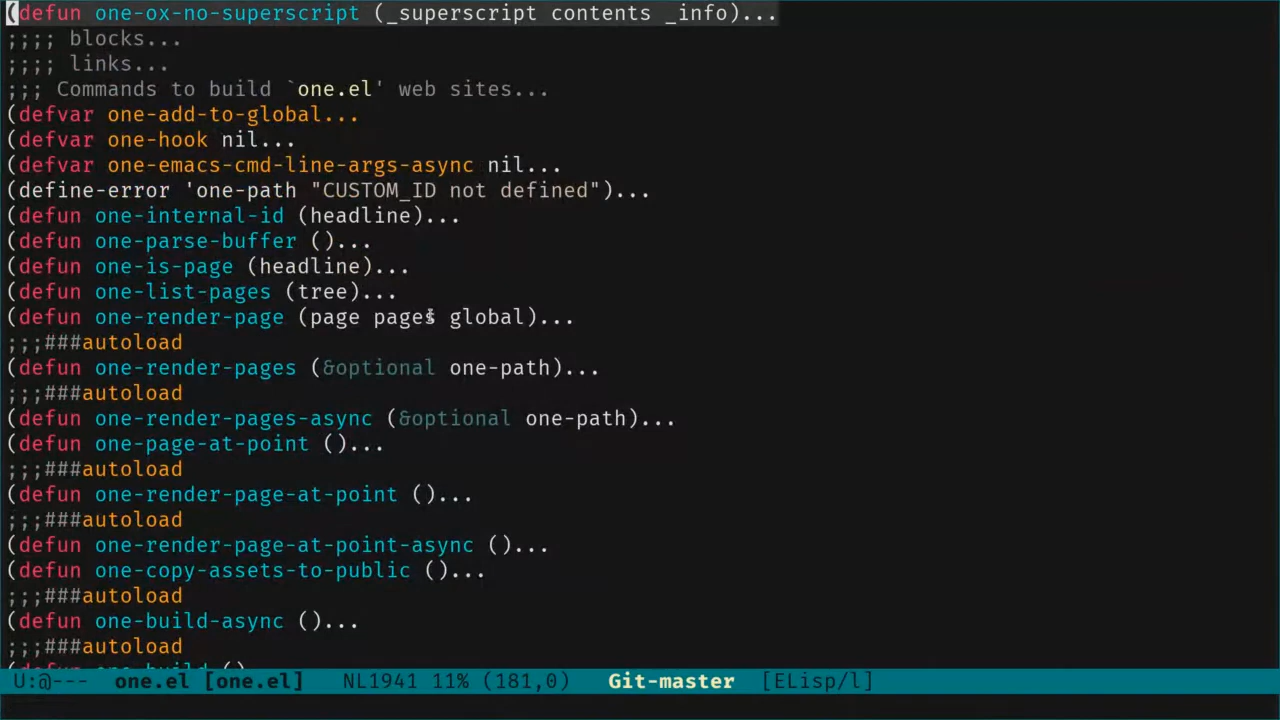 (defun one-ox-no-superscript (_superscript contents _info)...
;;;; blocks...
;;;; links...
;;; Commands to build `one.el' web sites...
(defvar one-add-to-global...
(defvar one-hook nil...
(defvar one-emacs-cmd-line-args-async nil...
(define-error 'one-path "CUSTOM_ID not defined")...
(defun one-internal-id (headline)...
(defun one-parse-buffer ()...
(defun one-is-page (headline)...
(defun one-list-pages (tree)...
(defun one-render-page (page pages global)...
;;;###autoload
(defun one-render-pages (&optional one-path)...
;;;###autoload
(defun one-render-pages-async (&optional one-path)...
(defun one-page-at-point ()...
;;;###autoload
(defun one-render-page-at-point ()...
;;;###autoload
(defun one-render-page-at-point-async ()...
(defun one-copy-assets-to-public ()...
;;;###autoload
(defun one-build-async ()...
;;;###autoload
(defun one-build ()
U:@--- one.el [one.el] NL1941 11% (181,0) Git-master [ELisp/l]